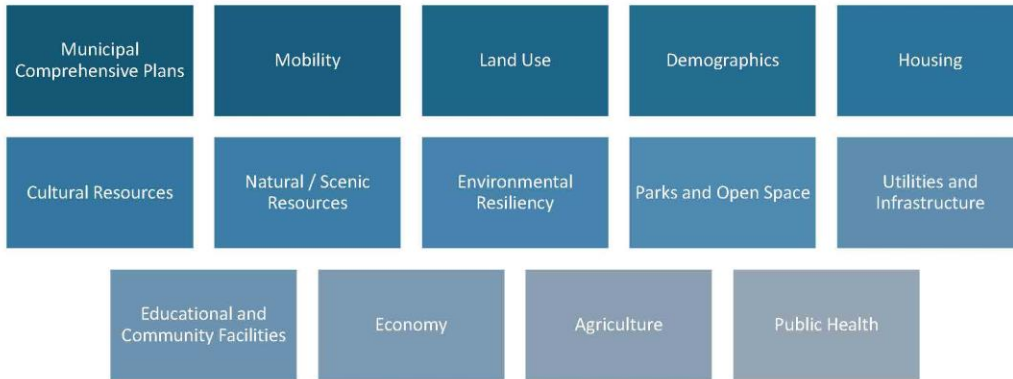 Municipal
Comprehensive Plans
Mobility
Land Use
Demographics
Housing
Cultural Resources
Natural / Scenic
Resources
Environmental
Resiliency
Parks and Open Space
Utilities and
Infrastructure
Educational and
Community Facilities
Economy
Agriculture
Public Health